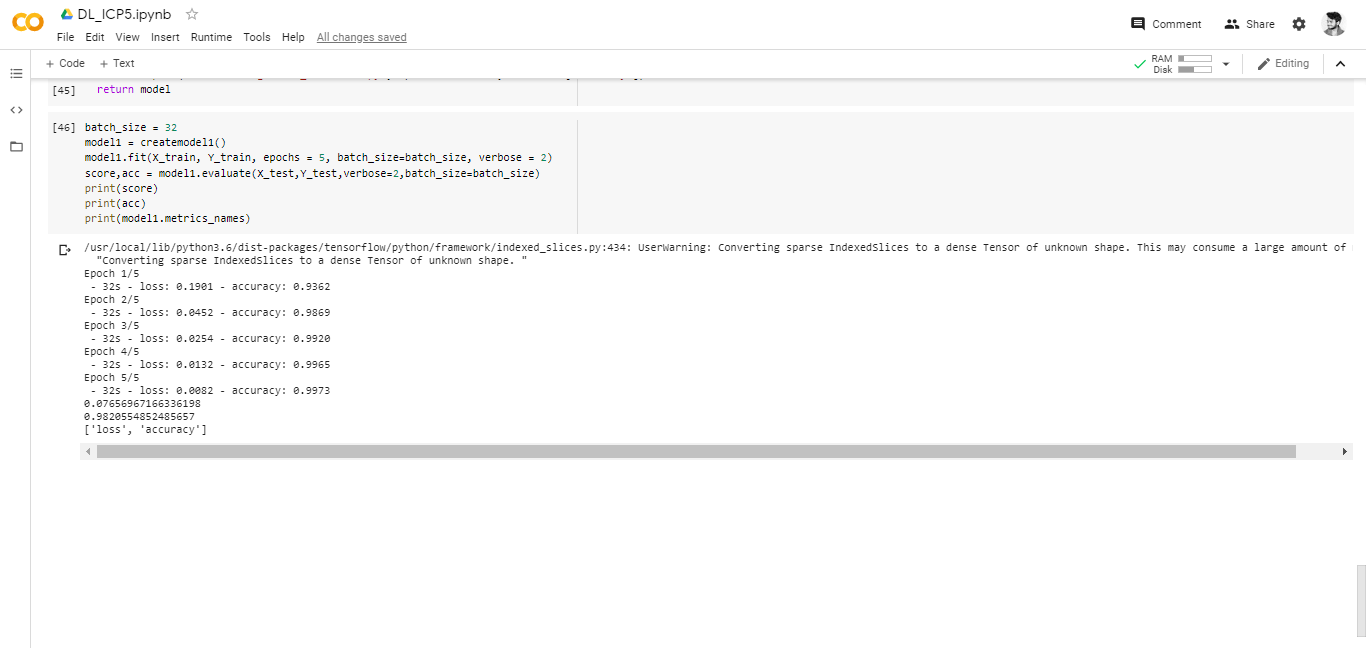 CO DL_ICP5.ipynb
File Edit View Insert Runtime Tools Help All changes saved
Comment Share
+ Code + Text
RAM
Disk
Editing
[45] return model
[46] batch_size = 32
model1 = createmodel1()
model1.fit(X_train, Y_train, epochs = 5, batch_size=batch_size, verbose = 2)
score,acc = model1.evaluate(X_test,Y_test,verbose=2,batch_size=batch_size)
print(score)
print(acc)
print(model1.metrics_names)
/usr/local/lib/python3.6/dist-packages/tensorflow/python/framework/indexed_slices.py:434: UserWarning: Converting sparse IndexedSlices to a dense Tensor of unknown shape. This may consume a large amount of
"Converting sparse IndexedSlices to a dense Tensor of unknown shape. "
Epoch 1/5
- 32s - loss: 0.1901 - accuracy: 0.9362
Epoch 2/5
- 32s - loss: 0.0452 - accuracy: 0.9869
Epoch 3/5
- 32s - loss: 0.0254 - accuracy: 0.9920
Epoch 4/5
- 32s - loss: 0.0132 - accuracy: 0.9965
Epoch 5/5
- 32s - loss: 0.0082 - accuracy: 0.9973
0.07656967166336198
0.9820554852485657
['loss', 'accuracy']